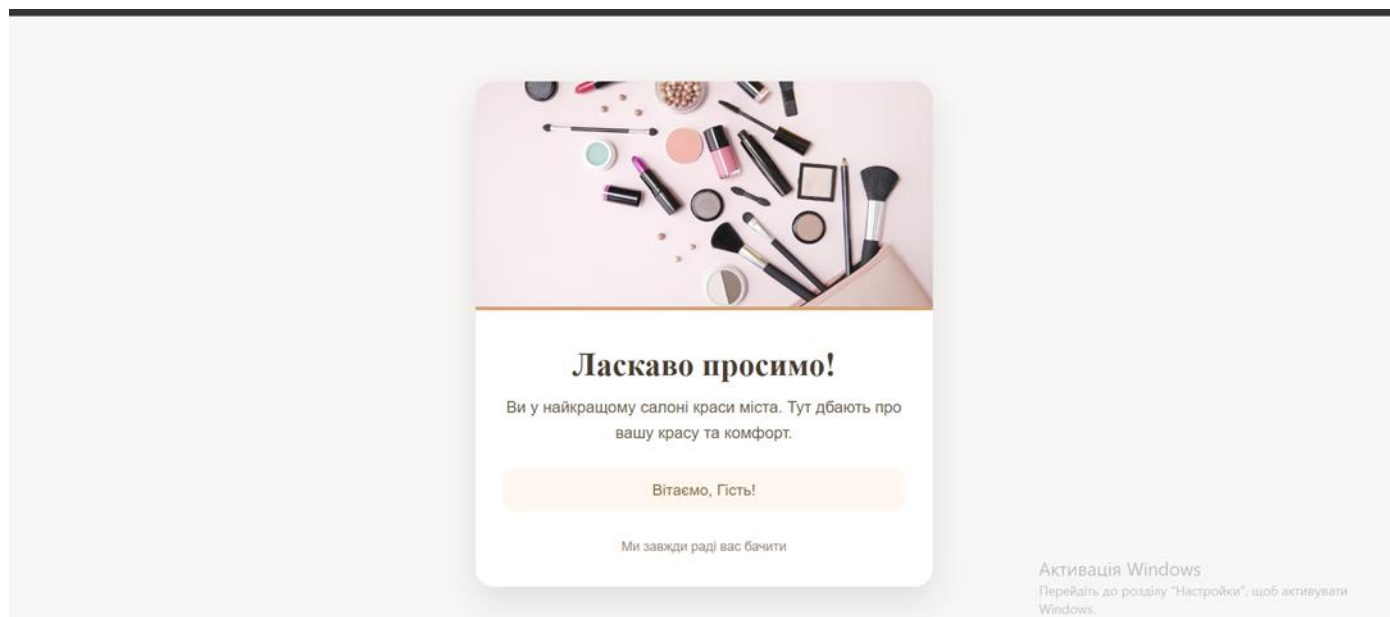 Ласкаво просимо!
Ви у найкращому салоні краси міста. Тут дбають про
вашу красу та комфорт.
Вітаємо, Гість!
Ми завжди раді вас бачити
Активація Windows
Перейдіть до розділу "Настройки", щоб активувати
Windows.